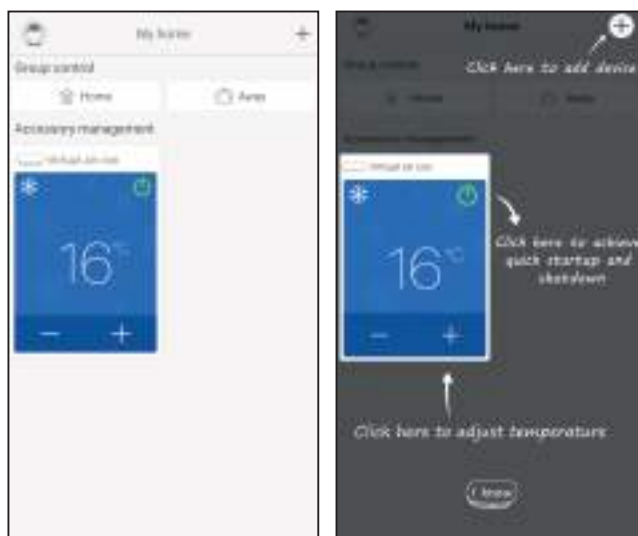 My home
+
Group control
Home
Away
Accessory management
16°C
− +
My home
+
Click here to add device
Home
16°C
− +
Click here to achieve
quick startup and
shutdown
Click here to adjust temperature
I know